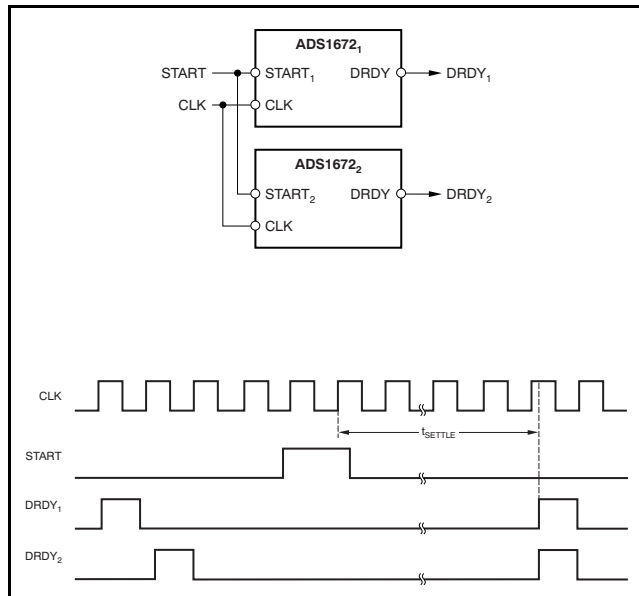 ADS1672₁
START
START₁
DRDY
DRDY₁
CLK
CLK
ADS1672₂
START₂
DRDY
DRDY₂
CLK
CLK
tSETTLE
START
DRDY₁
DRDY₂